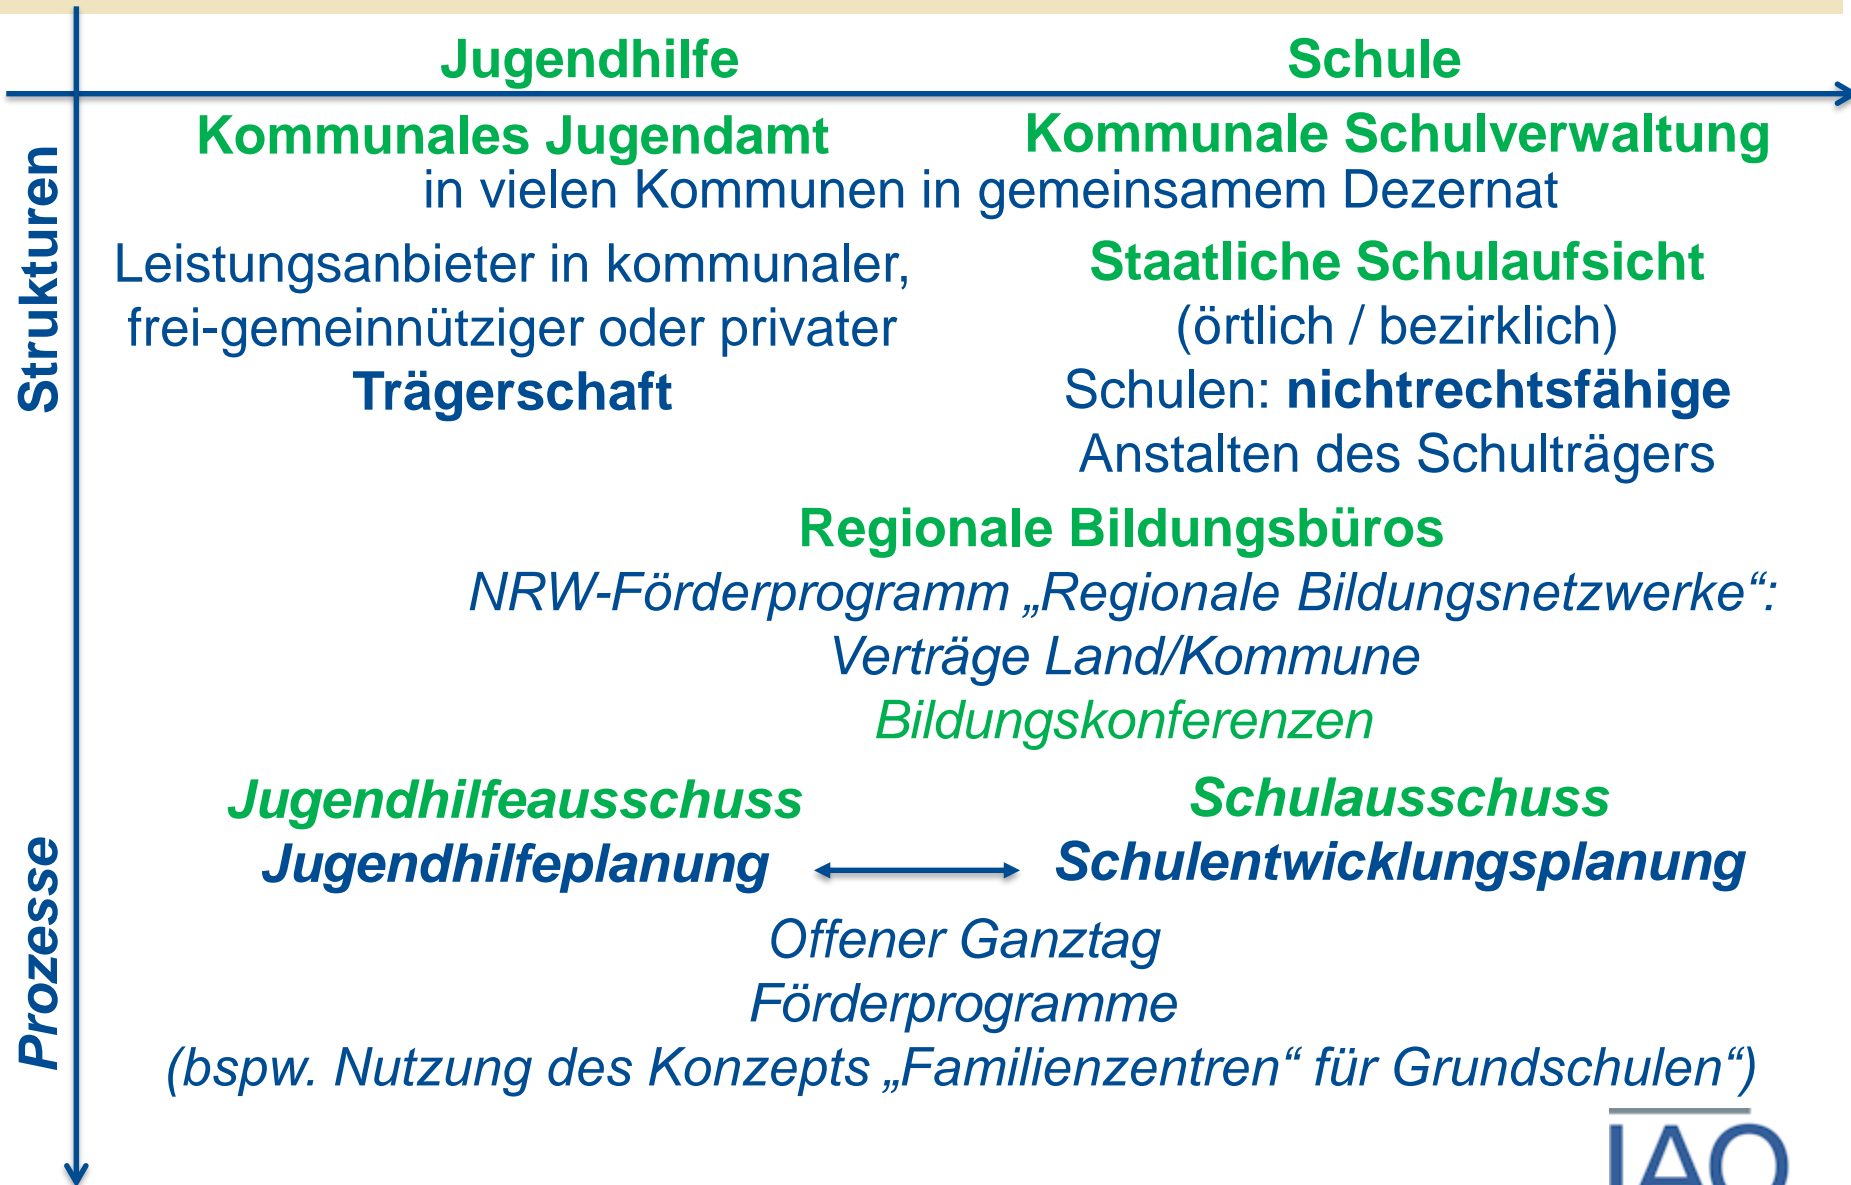 Jugendhilfe
Schule
Strukturen
Kommunales Jugendamt
Kommunale Schulverwaltung
in vielen Kommunen in gemeinsamem Dezernat
Leistungsanbieter in kommunaler,
frei-gemeinnütziger oder privater
Trägerschaft
Staatliche Schulaufsicht
(örtlich / bezirklich)
Schulen: nichtrechtsfähige
Anstalten des Schulträgers
Regionale Bildungsbüros
NRW-Förderprogramm „Regionale Bildungsnetzwerke“:
Verträge Land/Kommune
Bildungskonferenzen
Prozesse
Jugendhilfeausschuss
Schulausschuss
Jugendhilfeplanung
Schulentwicklungsplanung
Offener Ganztag
Förderprogramme
(bspw. Nutzung des Konzepts „Familienzentren“ für Grundschulen“)
IAQ